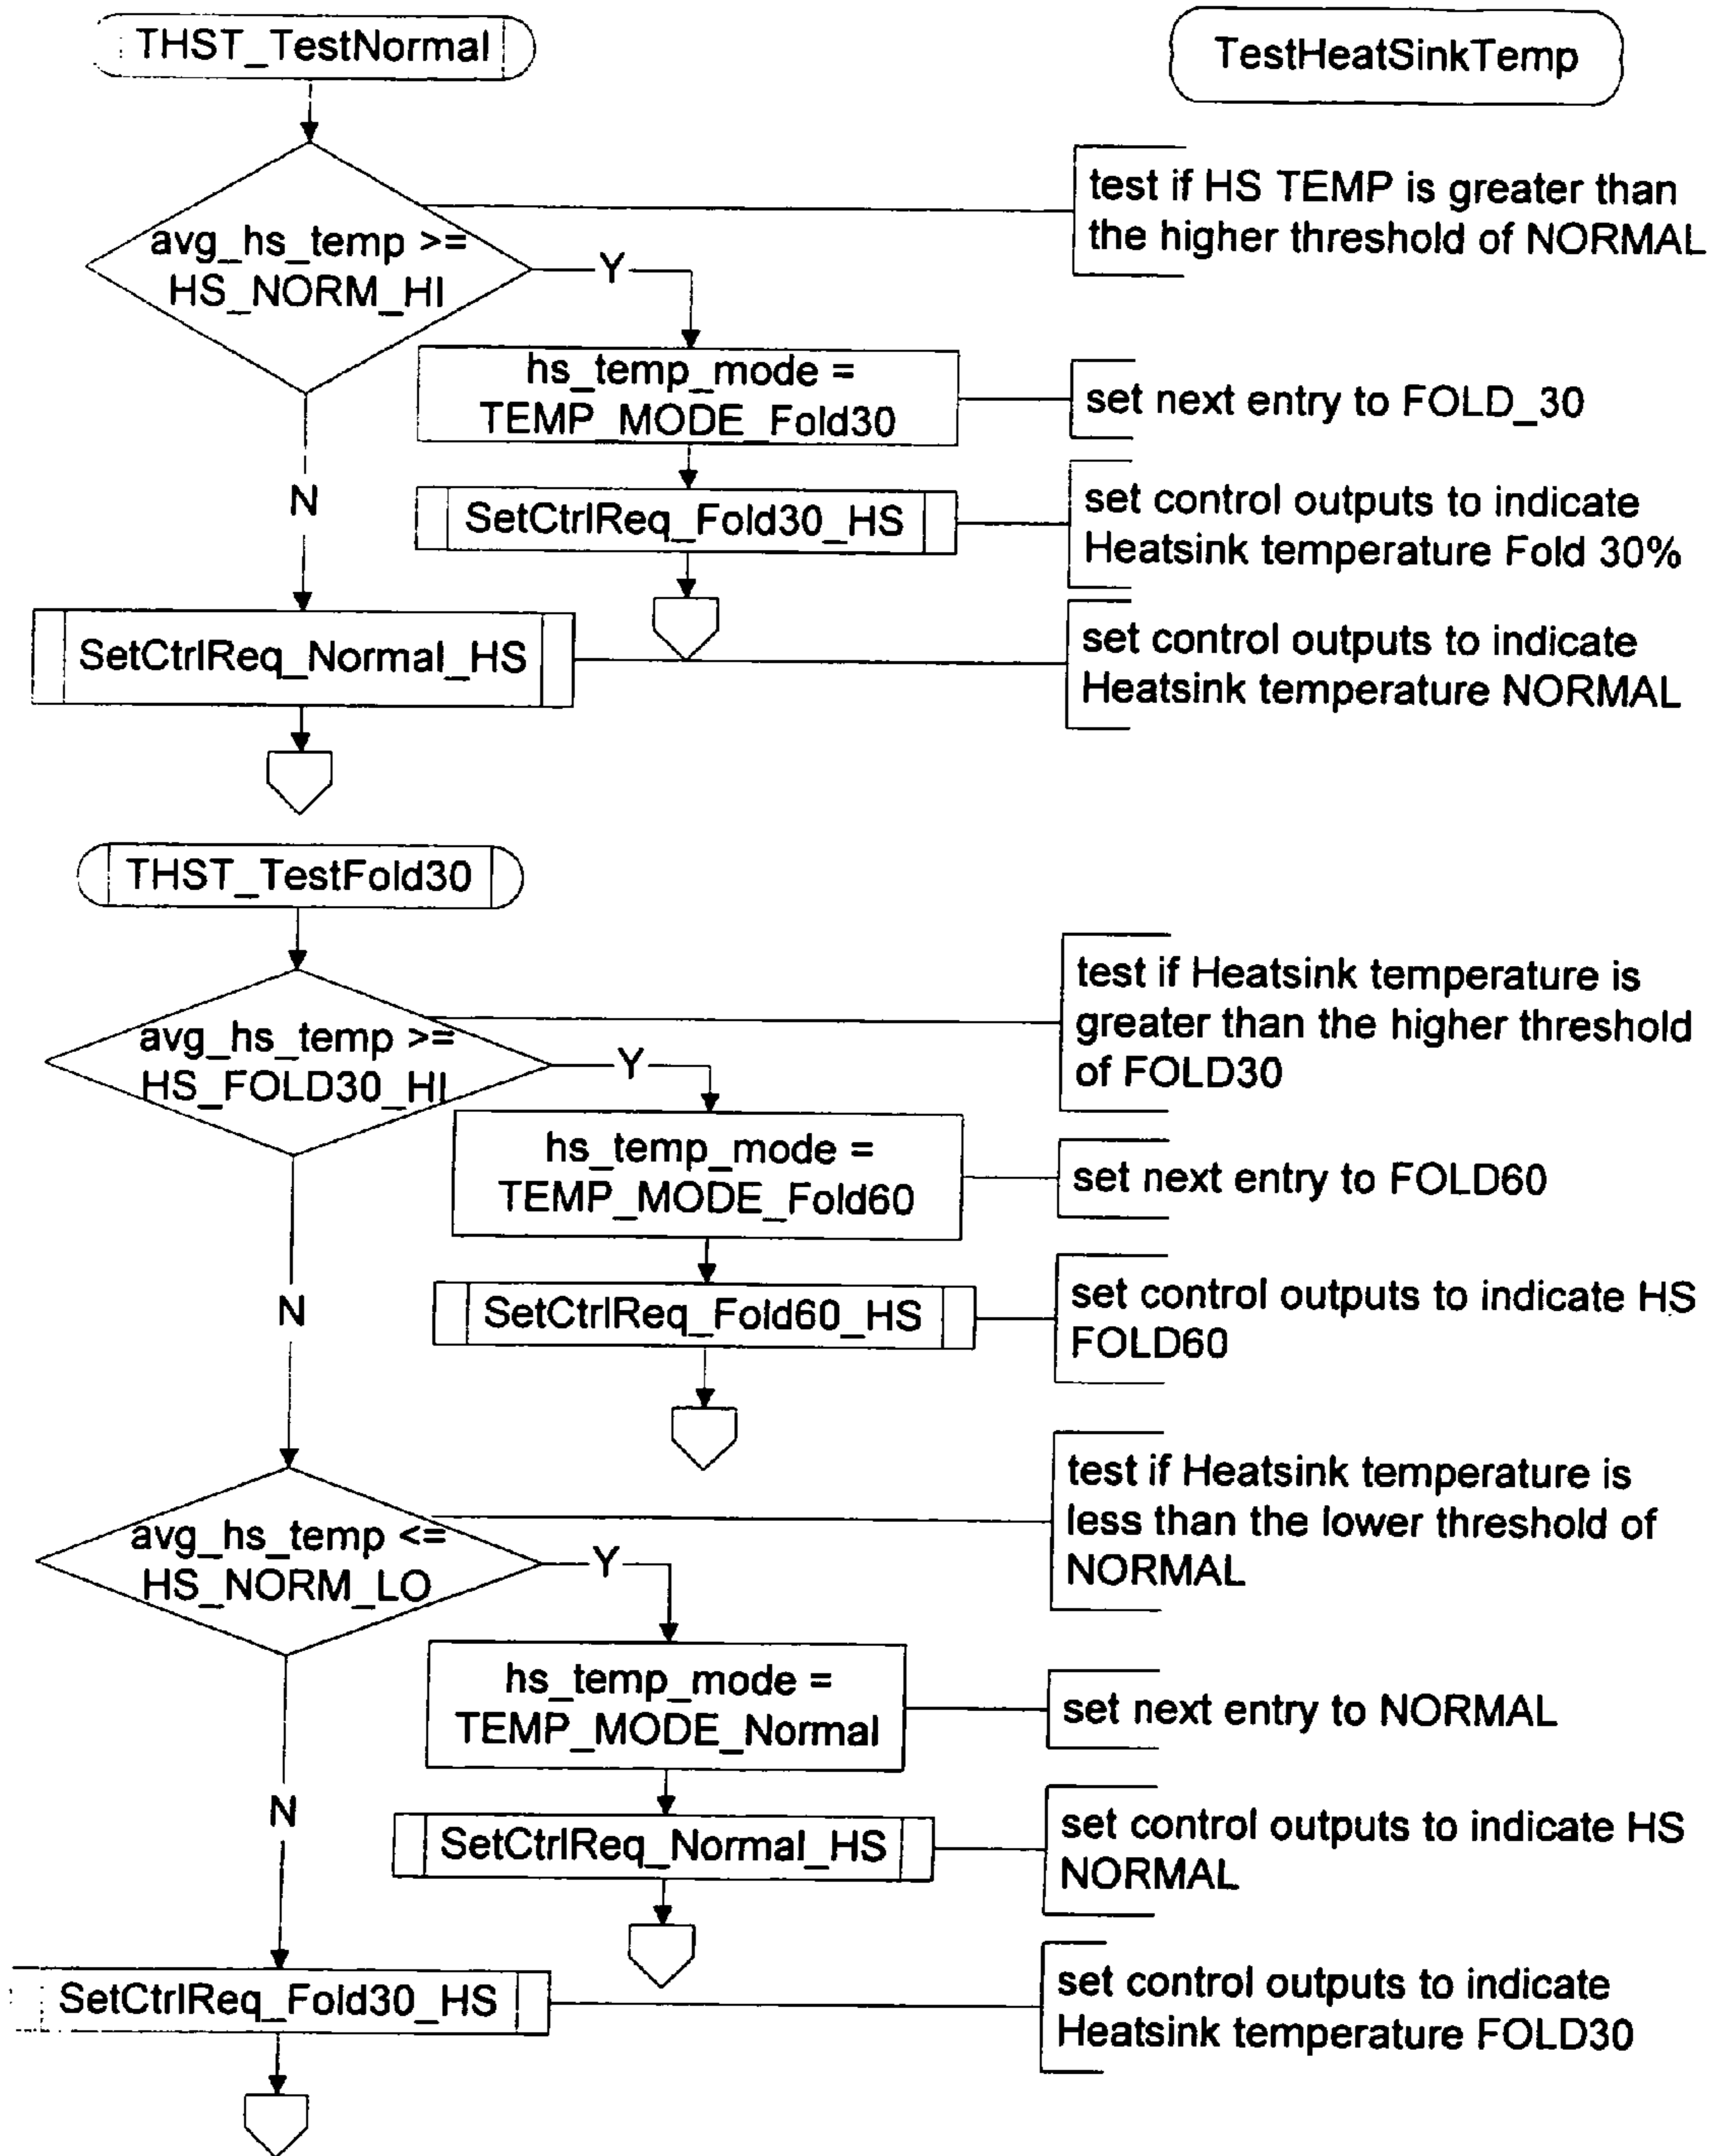 THST_TestNormal
TestHeatSinkTemp
test if HS TEMP is greater than
the higher threshold of NORMAL
avg_hs_temp >=
HS_NORM_HI
Y
hs_temp_mode =
TEMP_MODE_Fold30
set next entry to FOLD_30
N
SetCtrlReq_Fold30_HS
set control outputs to indicate
Heatsink temperature Fold 30%
SetCtrlReq_Normal_HS
set control outputs to indicate
Heatsink temperature NORMAL
THST_TestFold30
test if Heatsink temperature is
greater than the higher threshold
of FOLD30
avg_hs_temp >=
HS_FOLD30_HI
Y
hs_temp_mode =
TEMP_MODE_Fold60
set next entry to FOLD60
N
SetCtrlReq_Fold60_HS
set control outputs to indicate HS
FOLD60
test if Heatsink temperature is
less than the lower threshold of
NORMAL
avg_hs_temp <=
HS_NORM_LO
Y
hs_temp_mode =
TEMP_MODE_Normal
set next entry to NORMAL
N
SetCtrlReq_Normal_HS
set control outputs to indicate HS
NORMAL
SetCtrlReq_Fold30_HS
set control outputs to indicate
Heatsink temperature FOLD30